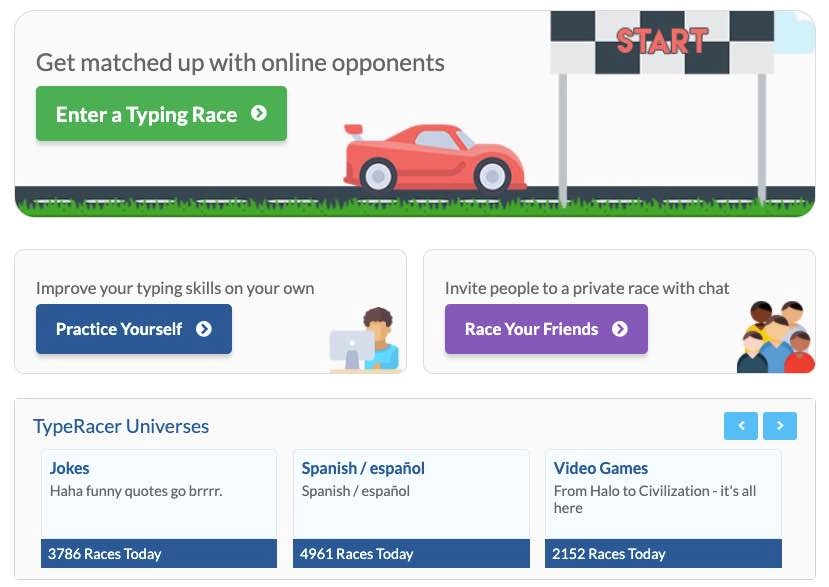 START
Get matched up with online opponents
Enter a Typing Race
Improve your typing skills on your own
Practice Yourself
Invite people to a private race with chat
Race Your Friends
TypeRacer Universes
Jokes
Haha funny quotes go brrrr.
3786 Races Today
Spanish / español
Spanish / español
4961 Races Today
Video Games
From Halo to Civilization - it's all
here
2152 Races Today